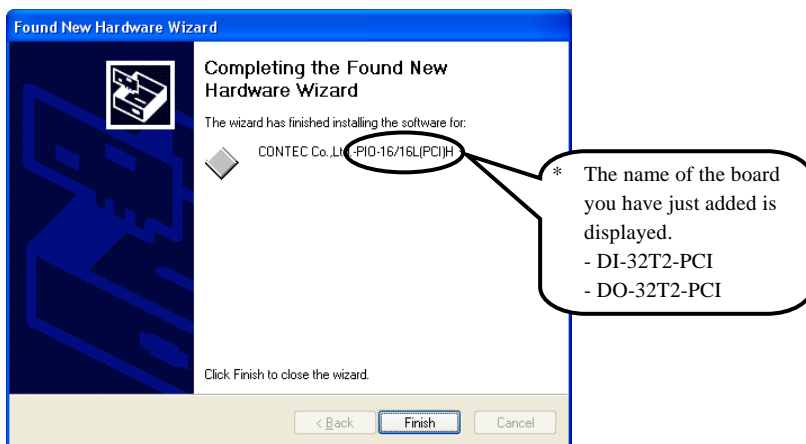 Found New Hardware Wizard
Completing the Found New
Hardware Wizard
The wizard has finished installing the software for:
CONTEC Co.,Ltd.-PIO-16/16L(PCI)H
* The name of the board
you have just added is
displayed.
- DI-32T2-PCI
- DO-32T2-PCI
Click Finish to close the wizard.
< Back
Finish
Cancel